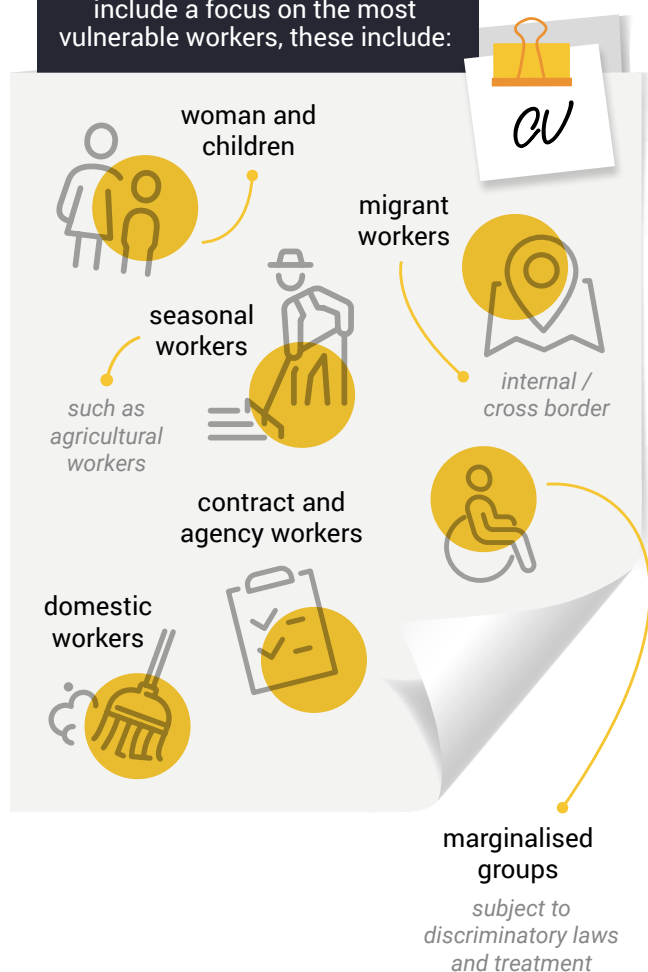 include a focus on the most
vulnerable workers, these include:
CV
woman and
children
migrant
workers
seasonal
workers
such as
agricultural
workers
internal /
cross border
contract and
agency workers
domestic
workers
marginalised
groups
subject to
discriminatory laws
and treatment